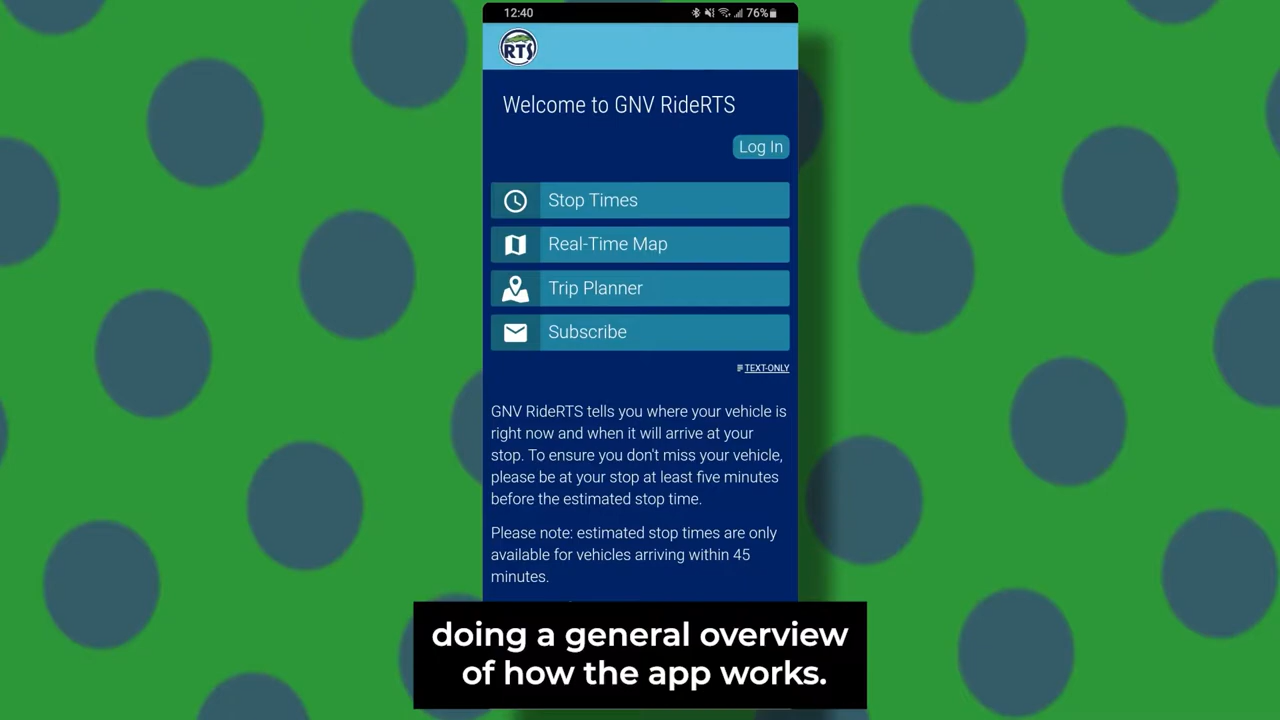 12:40
76%
RTS
Welcome to GNV RideRTS
Log In
Stop Times
Real-Time Map
Trip Planner
Subscribe
TEXT-ONLY
GNV RideRTS tells you where your vehicle is
right now and when it will arrive at your
stop. To ensure you don't miss your vehicle,
please be at your stop at least five minutes
before the estimated stop time.
Please note: estimated stop times are only
available for vehicles arriving within 45
minutes.
doing a general overview
of how the app works.